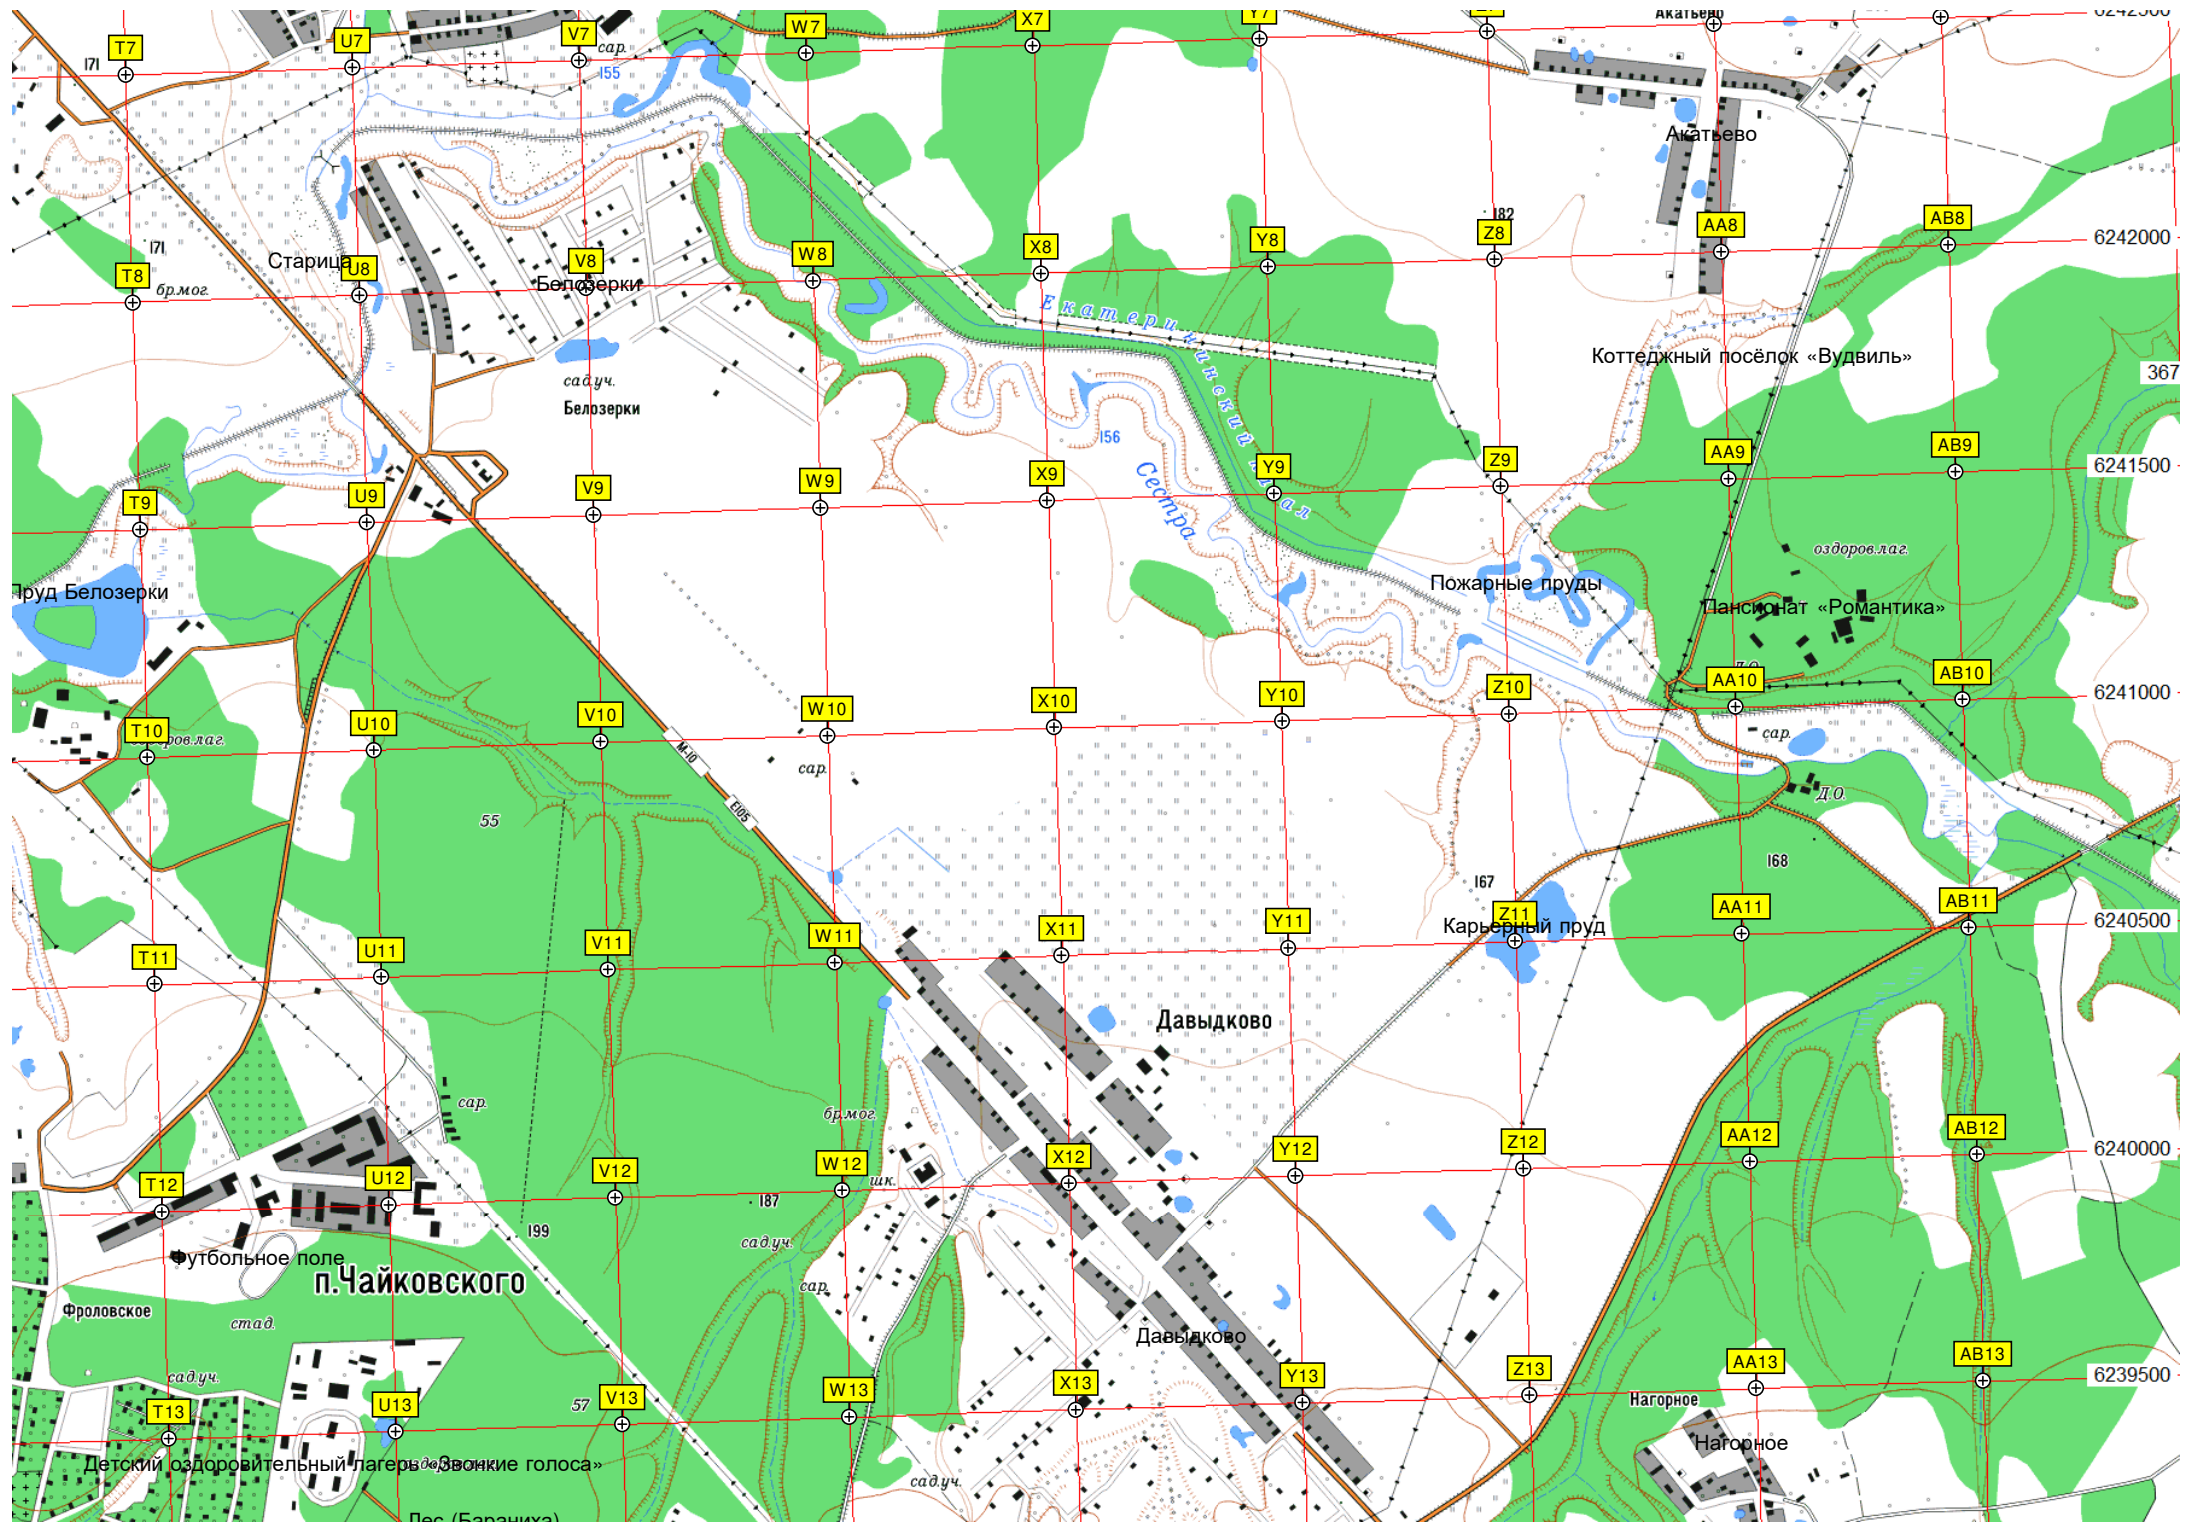 Акатьево
6242500
T7
U7
V7
W7
X7
Y7
сар.
171
155
Акатьево
182
T8
U8
V8
W8
X8
Y8
Z8
AA8
AB8
6242000
171
бр.мог.
Старица
Белозерки
Екатерининский канал
Коттеджный посёлок «Вудвиль»
367
сад.уч.
Белозерки
156
Сестра
T9
U9
V9
W9
X9
Y9
Z9
AA9
AB9
6241500
оздоров.лаг.
Пруд Белозерки
Пожарные пруды
Пансионат «Романтика»
Д.О.
T10
U10
V10
W10
X10
Y10
Z10
AA10
AB10
6241000
сар.
М-10
сар.
Е105
Д.О.
55
168
167
T11
U11
V11
W11
X11
Y11
Z11
AA11
AB11
6240500
Карьерный пруд
Давыдково
сар.
бр.мог.
T12
U12
V12
W12
X12
Y12
Z12
AA12
AB12
6240000
шк.
187
199
сад.уч.
Футбольное поле
п.Чайковского
сар.
Фроловское
стад.
Давыдково
сад.уч.
T13
U13
V13
W13
X13
Y13
Z13
AA13
AB13
6239500
57
Нагорное
Нагорное
Детский оздоровительный лагерь «Звонкие голоса»
сад.уч.
Лес (Бараниха)